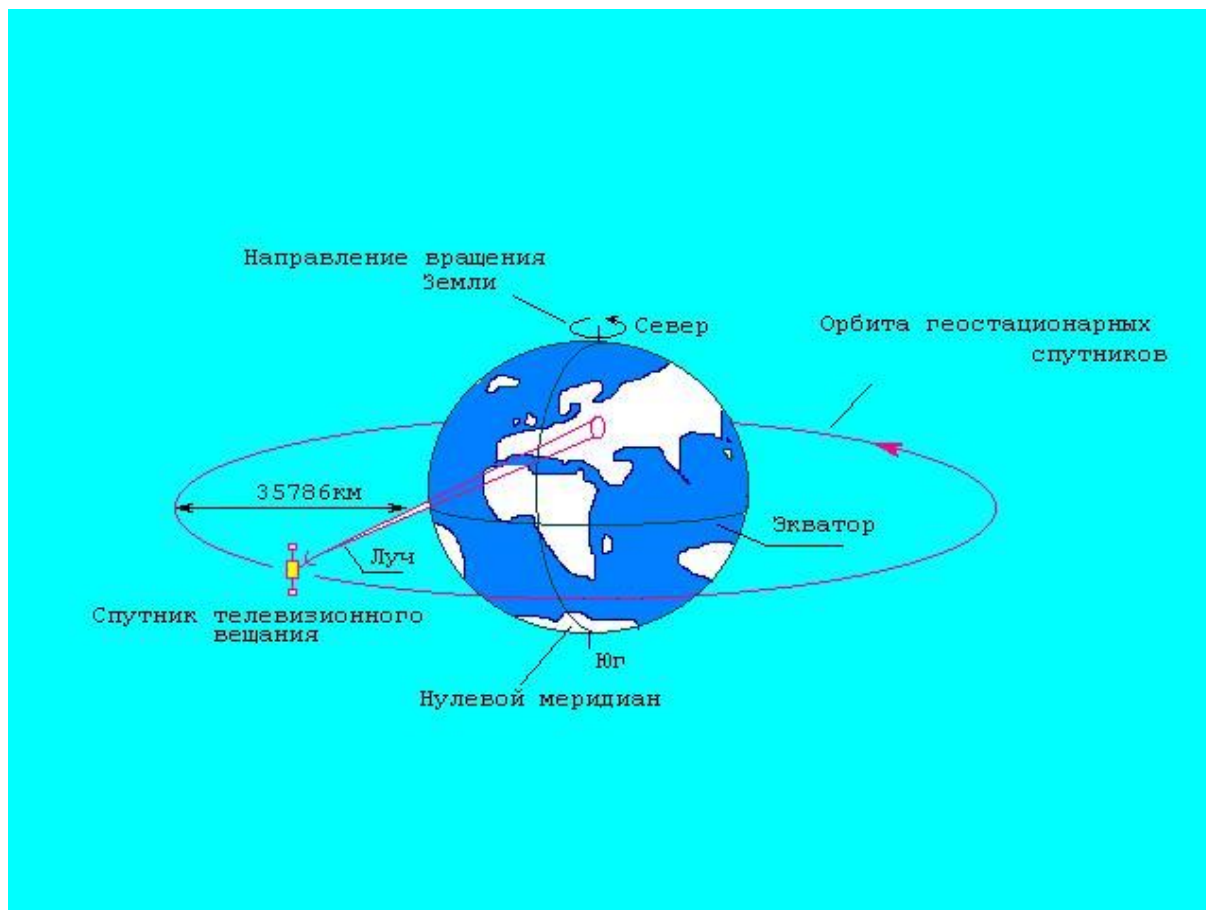 Направление вращения
Земли
Север
Орбита геостационарных
спутников
35786км
Экватор
Луч
Спутник телевизионного
вещания
Юг
Нулевой меридиан